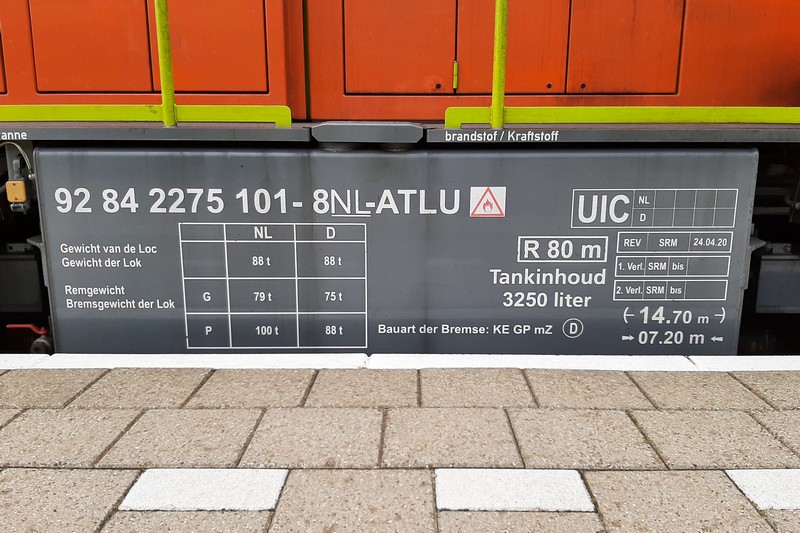 anne
brandstof / Kraftstoff
92 84 2275 101- 8NL-ATLU
UIC NL
D
NL D
Gewicht van de Loc
Gewicht der Lok
88 t 88 t
Remgewicht
Bremsgewicht der Lok
G 79 t 75 t
P 100 t 88 t
R 80 m
Tankinhoud
3250 liter
Bauart der Bremse: KE GP mZ D
REV SRM 24.04.20
1. Verl. SRM bis
2. Verl. SRM bis
14.70 m
07.20 m